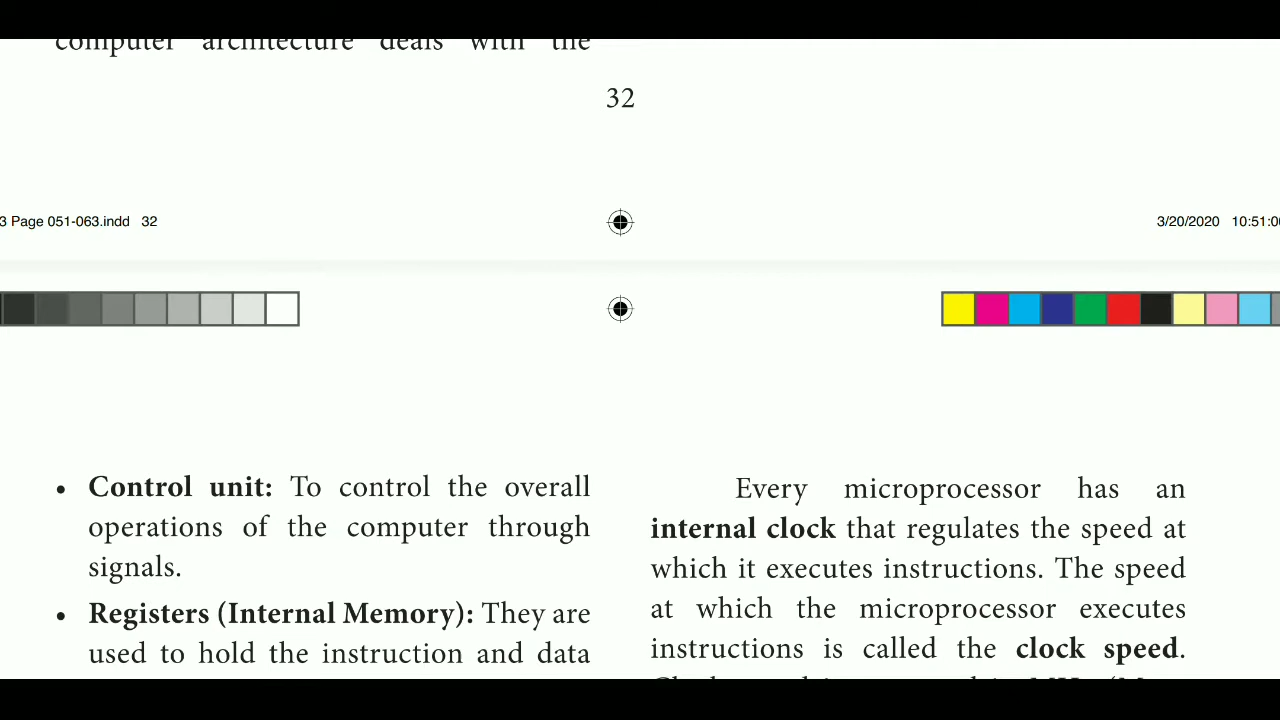 computer architecture deals with the
32
3 Page 051-063.indd 32
3/20/2020 10:51:0
• Control unit: To control the overall
operations of the computer through
signals.
• Registers (Internal Memory): They are
used to hold the instruction and data
Every microprocessor has an
internal clock that regulates the speed at
which it executes instructions. The speed
at which the microprocessor executes
instructions is called the clock speed.